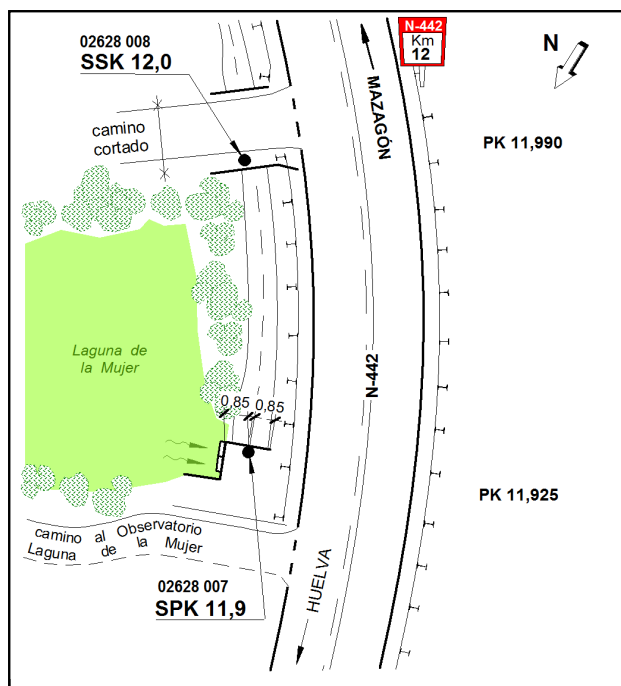 02628 008
SSK 12,0
N-442
Km
12
N
MAZAGÓN
camino
cortado
PK 11,990
Laguna de
la Mujer
N-442
0,85
0,85
PK 11,925
camino al Observatorio
Laguna de la Mujer
HUELVA
02628 007
SPK 11,9